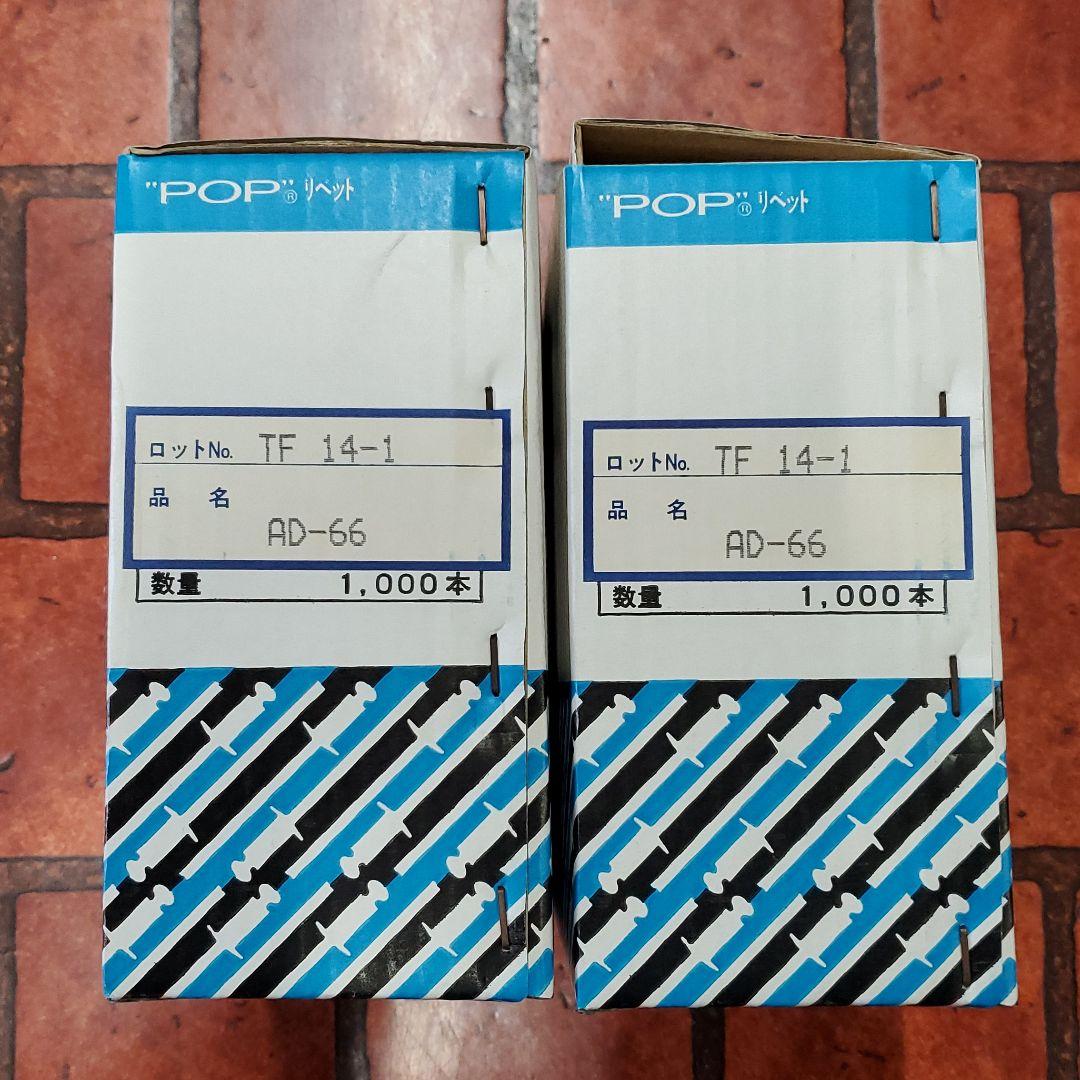 "POP"® リベット
ロットNo. TF 14-1
品 名
AD-66
数量 1,000本
"POP"® リベット
ロットNo. TF 14-1
品 名
AD-66
数量 1,000本